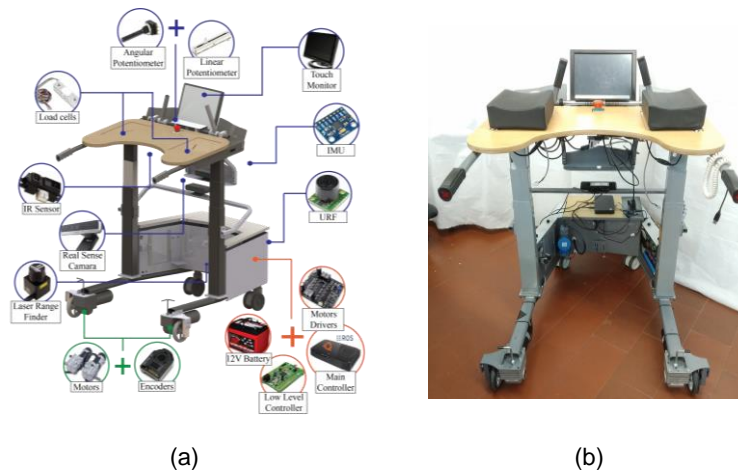 Angular
Potentiometer
Linear
Potentiometer
Touch
Monitor
Load cells
IMU
IR Sensor
URF
Real Sense
Camara
Laser Range
Finder
Motors
Drivers
ROS
12V Battery
Main
Controller
Motors
Encoders
Low Level
Controller
(a)
(b)